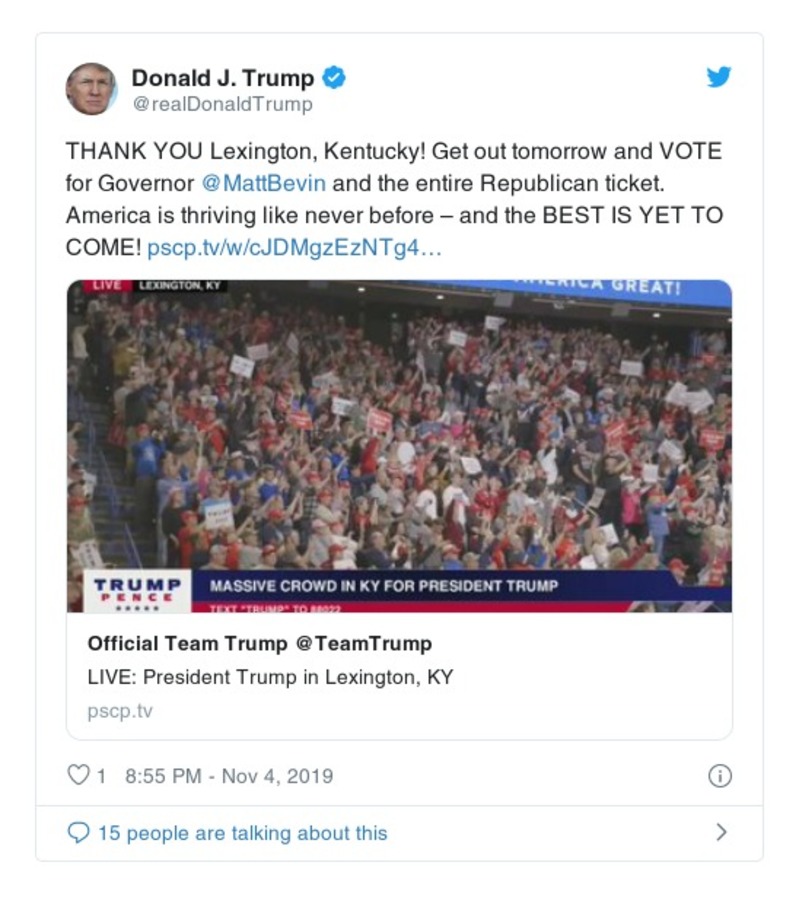 Donald J. Trump
@realDonaldTrump
THANK YOU Lexington, Kentucky! Get out tomorrow and VOTE
for Governor @MattBevin and the entire Republican ticket.
America is thriving like never before – and the BEST IS YET TO
COME! pscp.tv/w/cJDMgzEzNTg4…
LIVE LEXINGTON, KY
AMERICA GREAT!
TRUMP
PENCE
MASSIVE CROWD IN KY FOR PRESIDENT TRUMP
TEXT "TRUMP" TO 88022
Official Team Trump @TeamTrump
LIVE: President Trump in Lexington, KY
pscp.tv
1 8:55 PM - Nov 4, 2019
15 people are talking about this